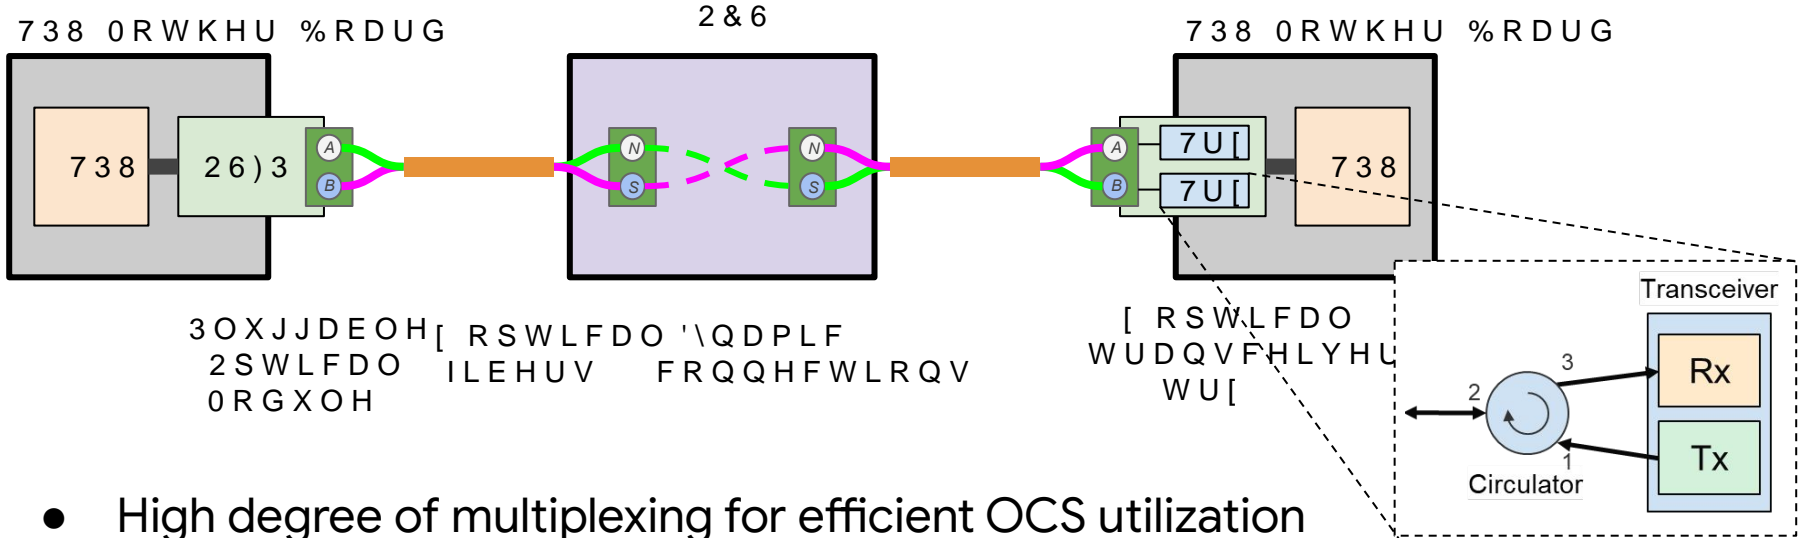 2 & 6
738 0RWKHU %RDUG
738 0RWKHU %RDUG
738
26)3
A
B
N
S
N
S
A
B
7U[
7U[
738
3OXJJDEOH
2SWLFDO
0RGXOH
[ RSWLFDO
ILEHUV
'\QDPLF
FRQQHFWLRQV
[ RSWLFDO
WUDQVFHLYHU
WU[
Transceiver
Rx
Tx
3
2
1
Circulator
● High degree of multiplexing for efficient OCS utilization